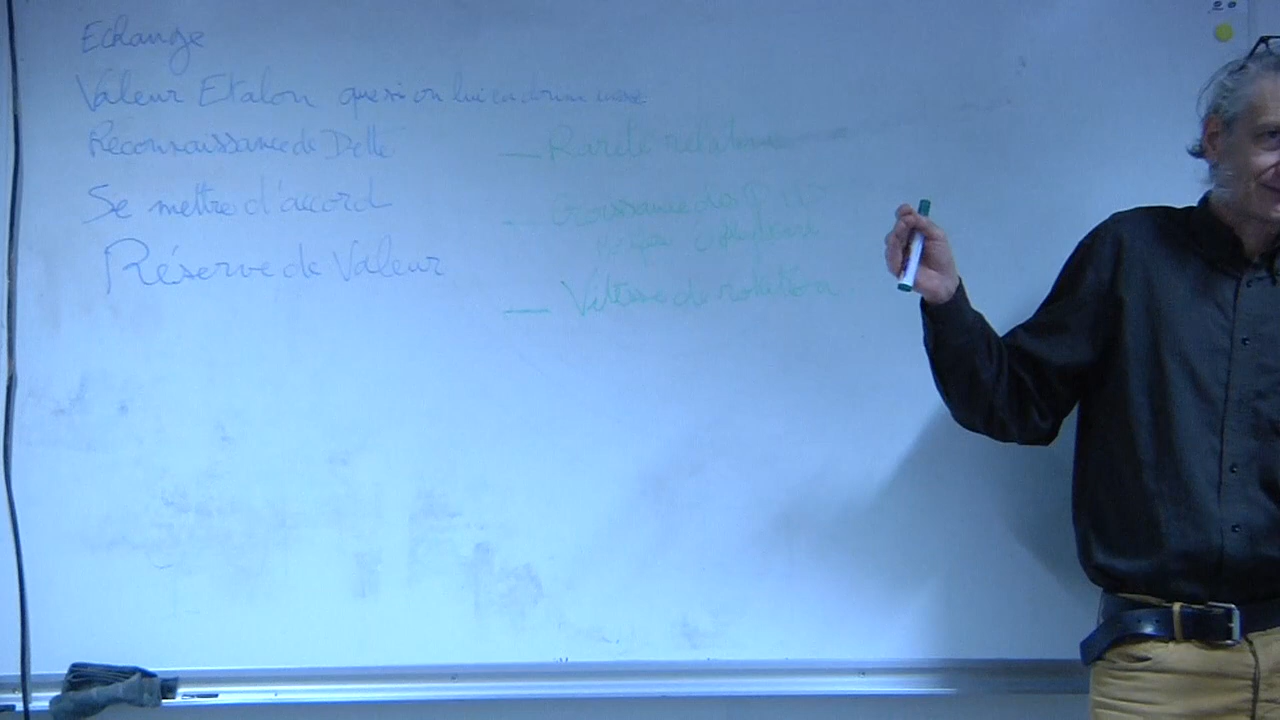 Echange
Valeur Etalon que si on lui en donne une
Reconnaissance de Dette
Se mettre d'accord
Réserve de Valeur
— Rareté relative
— Croissance de
— Vitesse de rotation